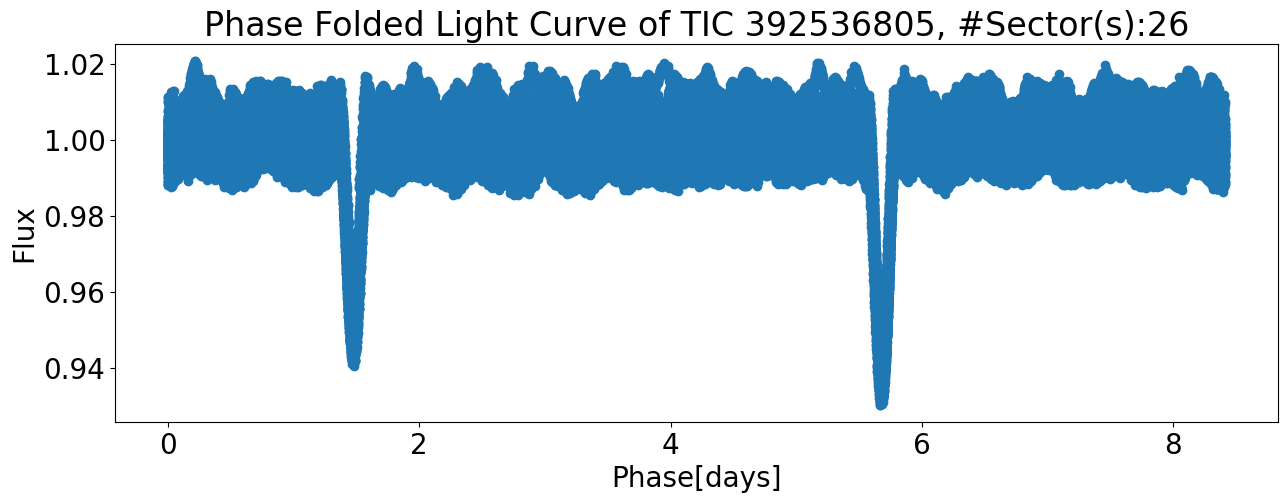 Phase Folded Light Curve of TIC 392536805, #Sector(s):26
1.02
1.00
0.98
0.96
0.94
Flux
0 2 4 6 8
Phase[days]